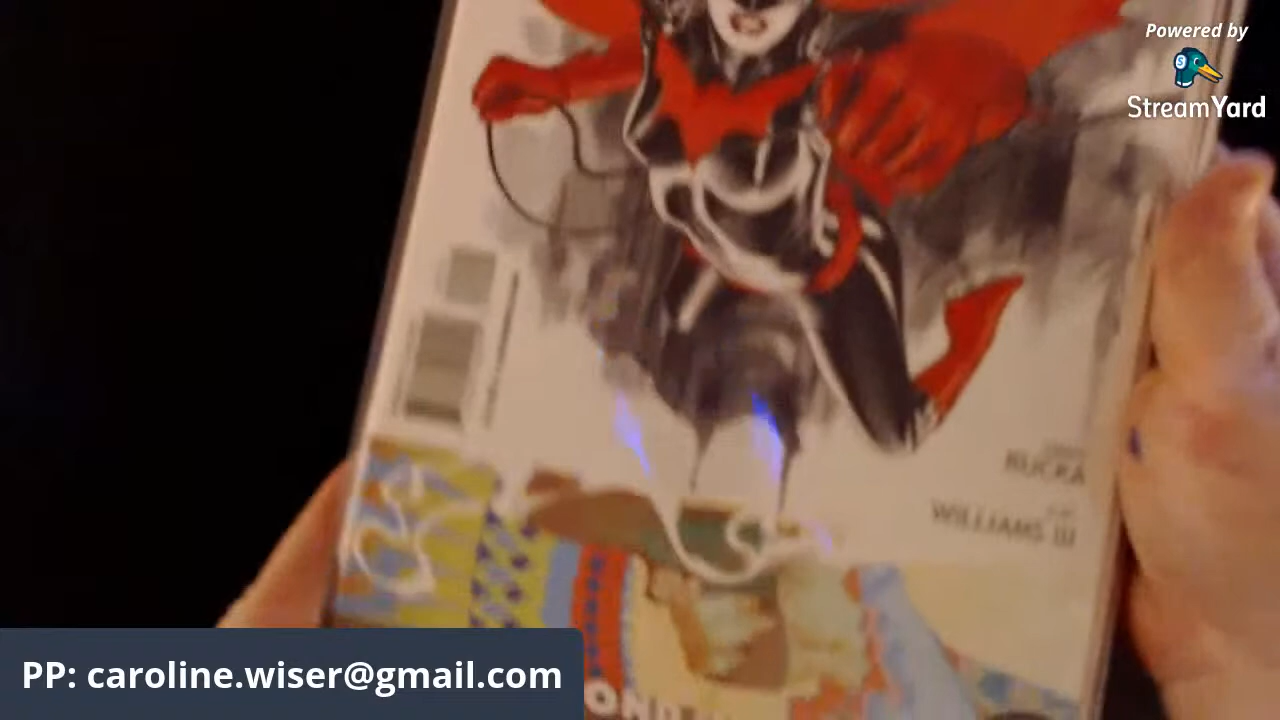 Powered by
StreamYard
RUCKA
WILLIAMS III
PP: caroline.wiser@gmail.com